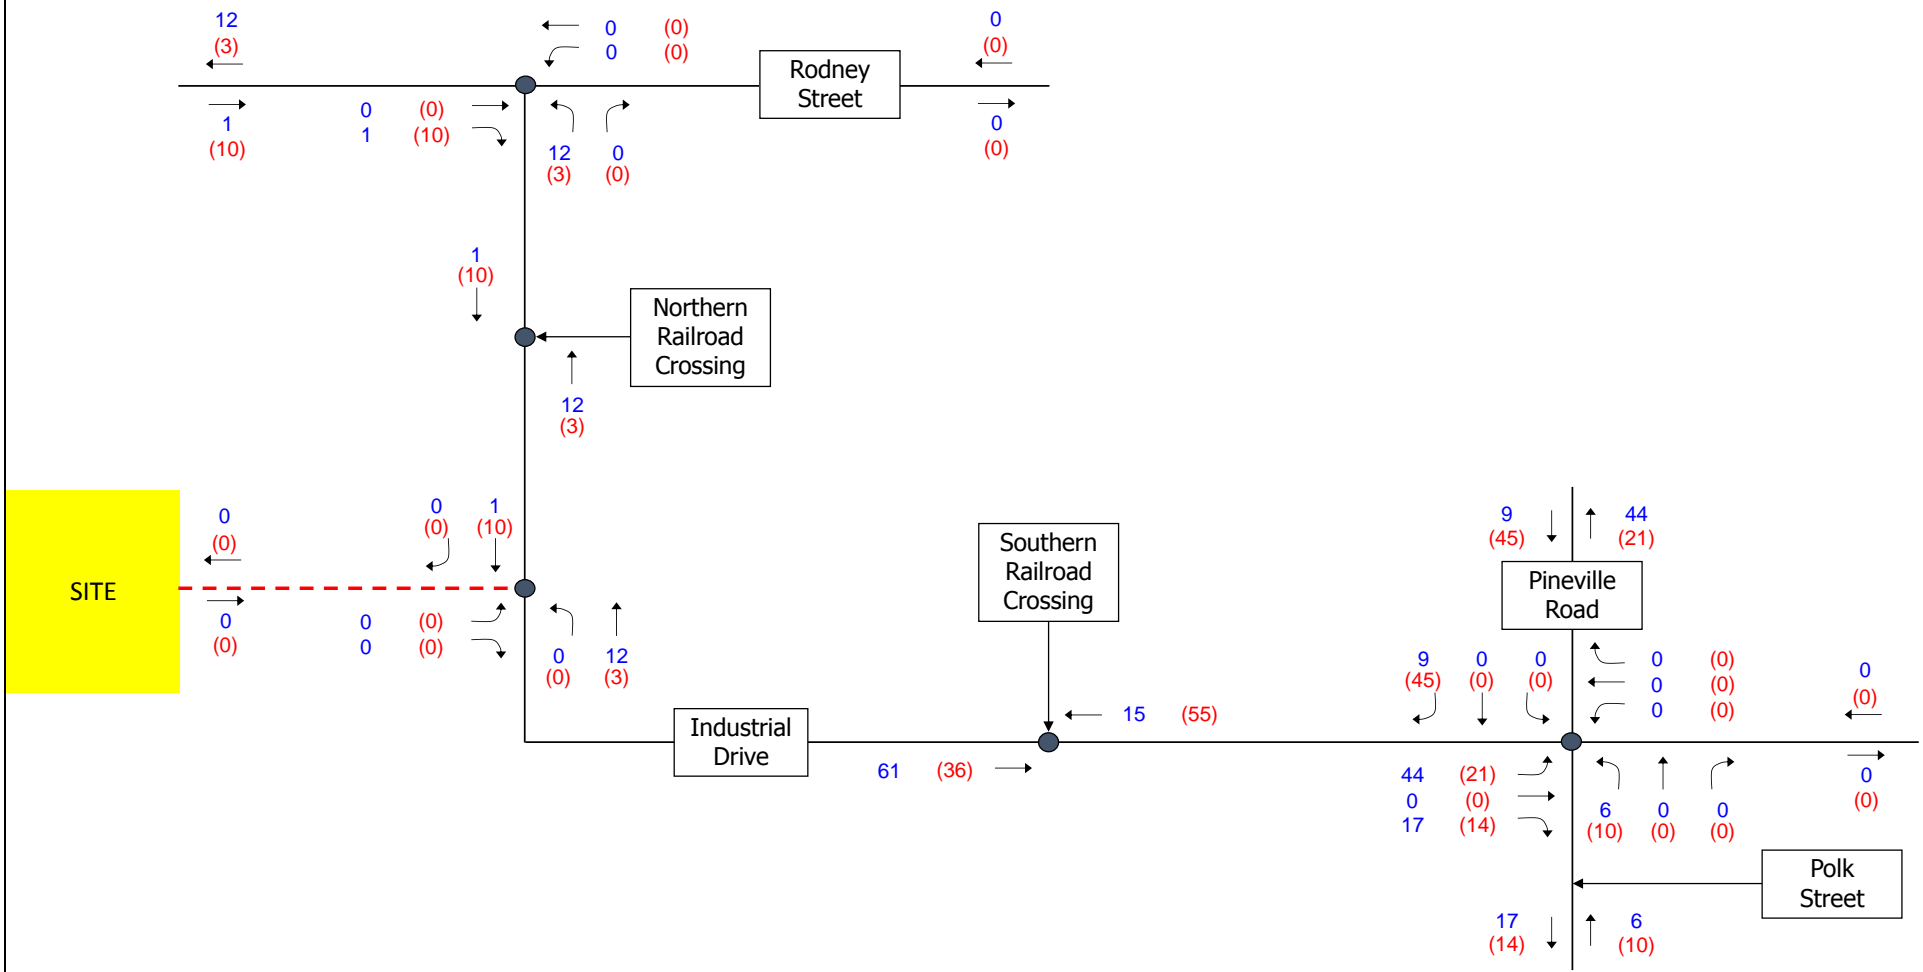 12
(3)
0 (0)
0 (0)
0
(0)
Rodney
Street
1
(10)
0 (0)
1 (10)
12 0
(3) (0)
0
(0)
1
(10)
Northern
Railroad
Crossing
12
(3)
SITE
0
(0)
0 1
(0) (10)
0
(0)
0 (0)
0 (0)
0 12
(0) (3)
Southern
Railroad
Crossing
Industrial
Drive
15 (55)
61 (36)
9 44
(45) (21)
Pineville
Road
9 0 0
(45) (0) (0)
0 (0)
0 (0)
0 (0)
0
(0)
44 (21)
0 (0)
17 (14)
6 0 0
(10) (0) (0)
0
(0)
Polk
Street
17 6
(14) (10)